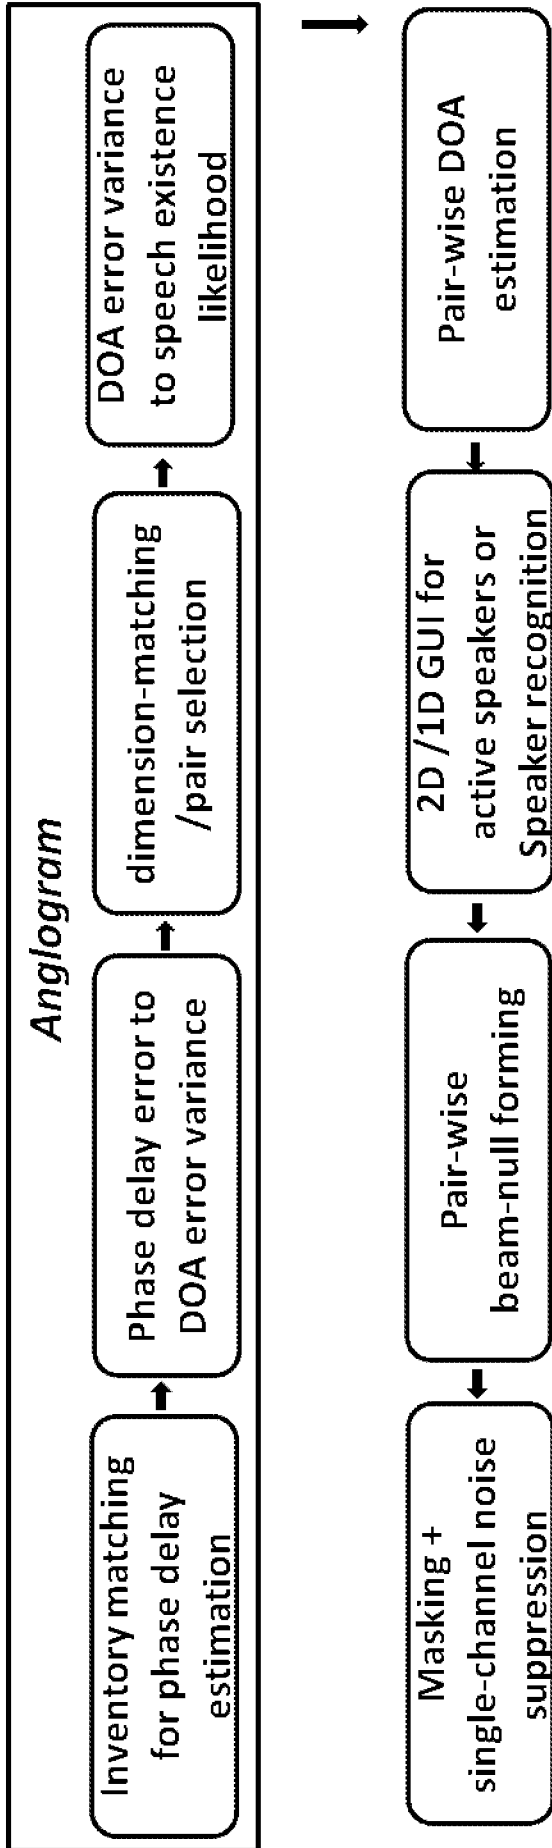 Anglogram
Inventory matching
for phase delay
estimation
Phase delay error to
DOA error variance
dimension-matching
/pair selection
DOA error variance
to speech existence
likelihood
Pair-wise DOA
estimation
2D /1D GUI for
active speakers or
Speaker recognition
Pair-wise
beam-null forming
Masking +
single-channel noise
suppression